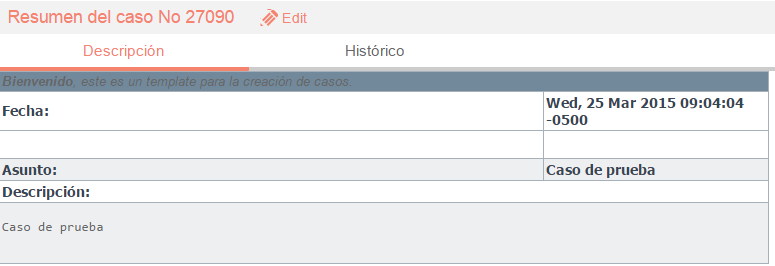 Resumen del caso No 27090 Edit
Descripción Histórico
Bienvenido, este es un template para la creación de casos.
Fecha: Wed, 25 Mar 2015 09:04:04
-0500
Asunto: Caso de prueba
Descripción:
Caso de prueba